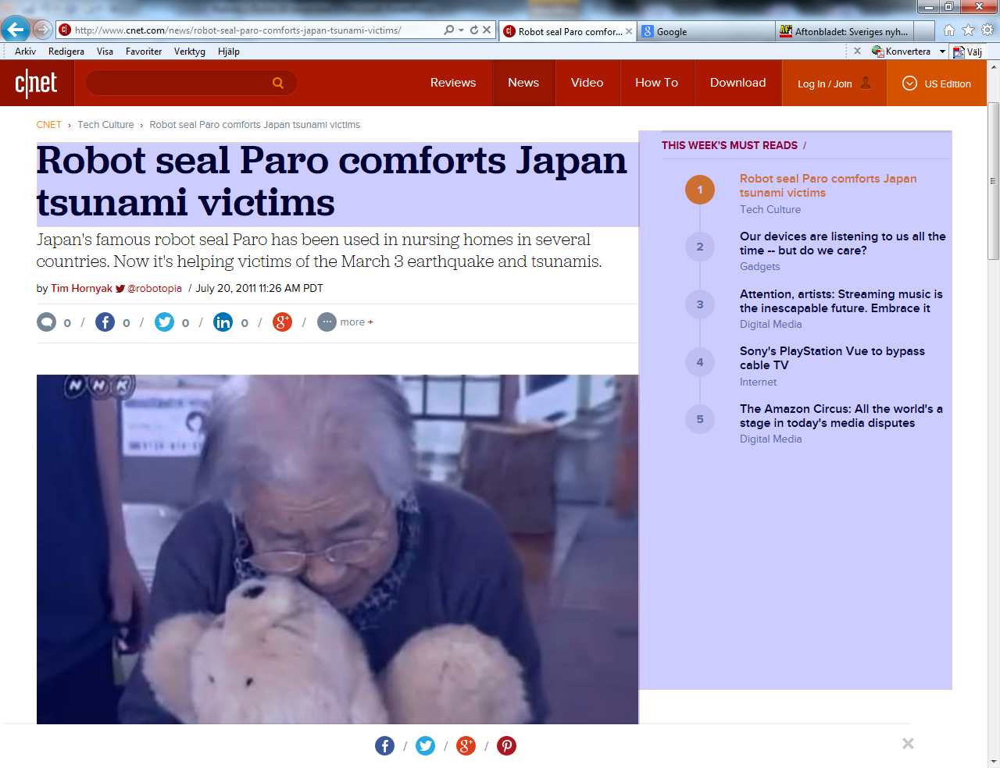 http://www.cnet.com/news/robot-seal-paro-comforts-japan-tsunami-victims/
Robot seal Paro comfor...
Google
Aftonbladet: Sveriges nyh...
Arkiv Redigera Visa Favoriter Verktyg Hjälp
Konvertera
Välj
c|net
Reviews
News
Video
How To
Download
Log In / Join
US Edition
CNET › Tech Culture › Robot seal Paro comforts Japan tsunami victims
Robot seal Paro comforts Japan
tsunami victims
Japan's famous robot seal Paro has been used in nursing homes in several
countries. Now it's helping victims of the March 3 earthquake and tsunamis.
by Tim Hornyak @robotopia / July 20, 2011 11:26 AM PDT
0 / 0 / 0 / 0 / / more +
NHK
THIS WEEK'S MUST READS /
1
Robot seal Paro comforts Japan
tsunami victims
Tech Culture
2
Our devices are listening to us all the
time -- but do we care?
Gadgets
3
Attention, artists: Streaming music is
the inescapable future. Embrace it
Digital Media
4
Sony's PlayStation Vue to bypass
cable TV
Internet
5
The Amazon Circus: All the world's a
stage in today's media disputes
Digital Media
/ / /